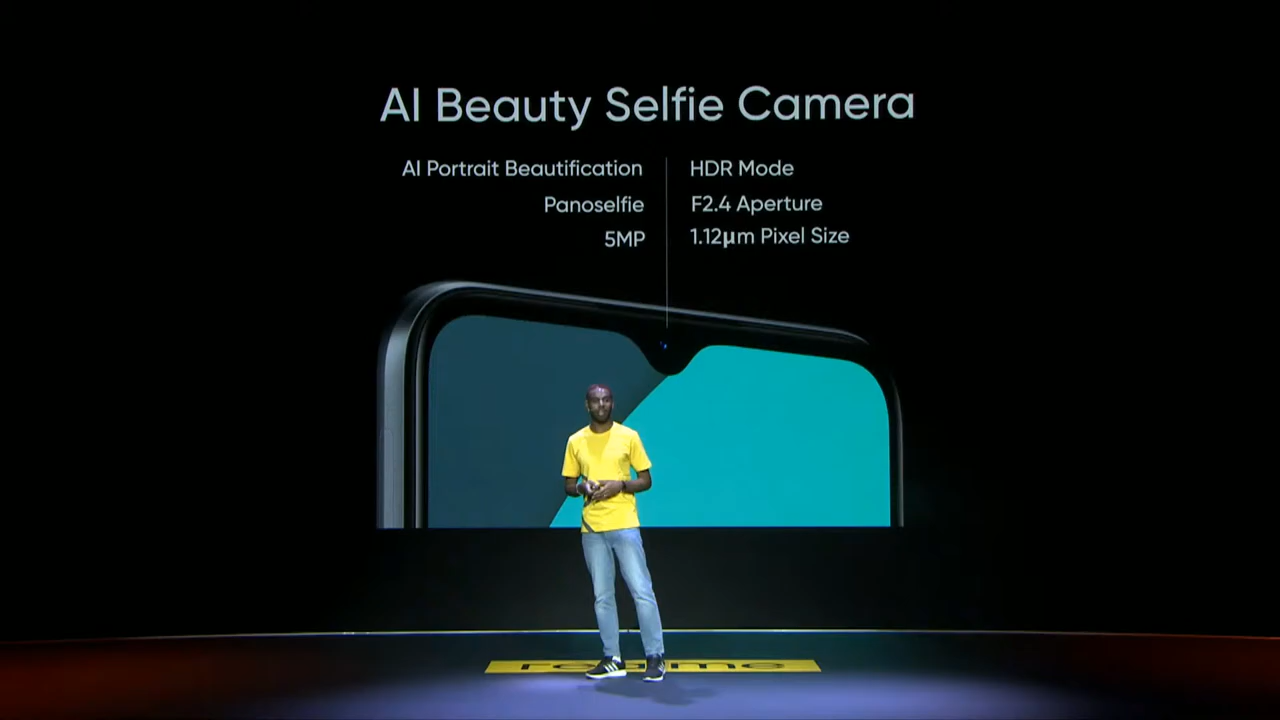 AI Beauty Selfie Camera
AI Portrait Beautification
Panoselfie
5MP
HDR Mode
F2.4 Aperture
1.12µm Pixel Size
realme